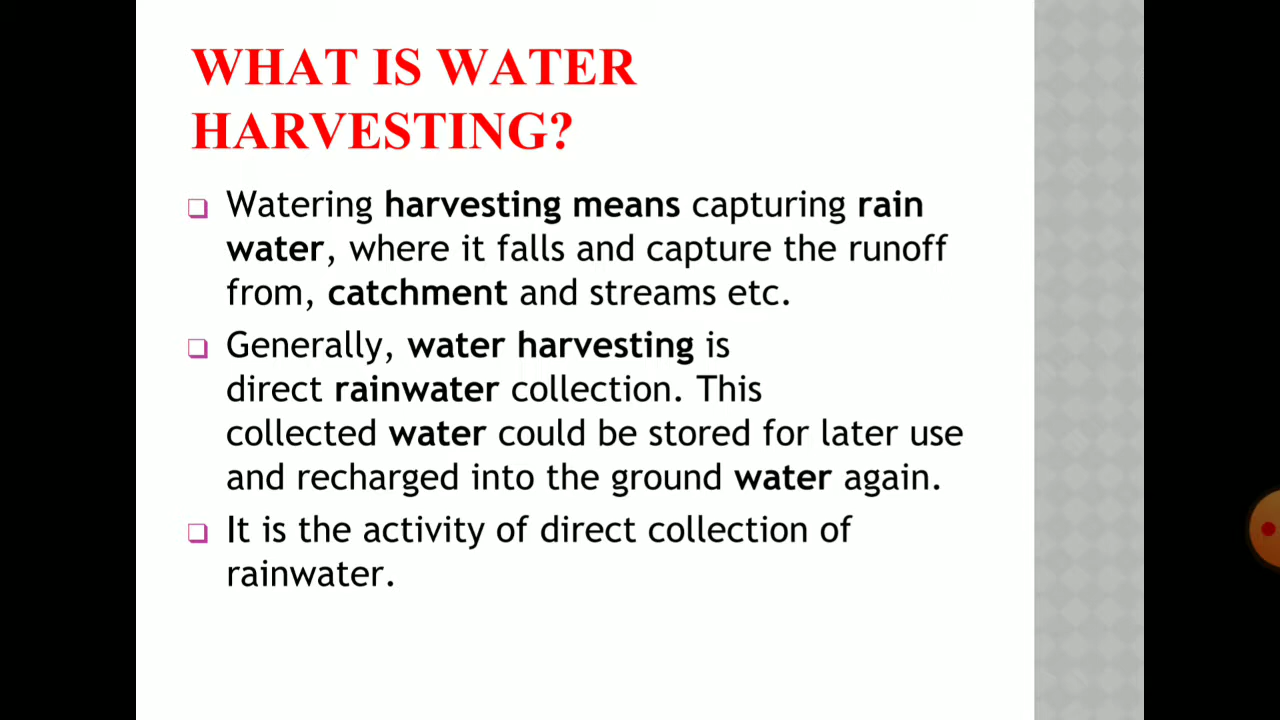 WHAT IS WATER
HARVESTING?
Watering harvesting means capturing rain
water, where it falls and capture the runoff
from, catchment and streams etc.
Generally, water harvesting is
direct rainwater collection. This
collected water could be stored for later use
and recharged into the ground water again.
It is the activity of direct collection of
rainwater.